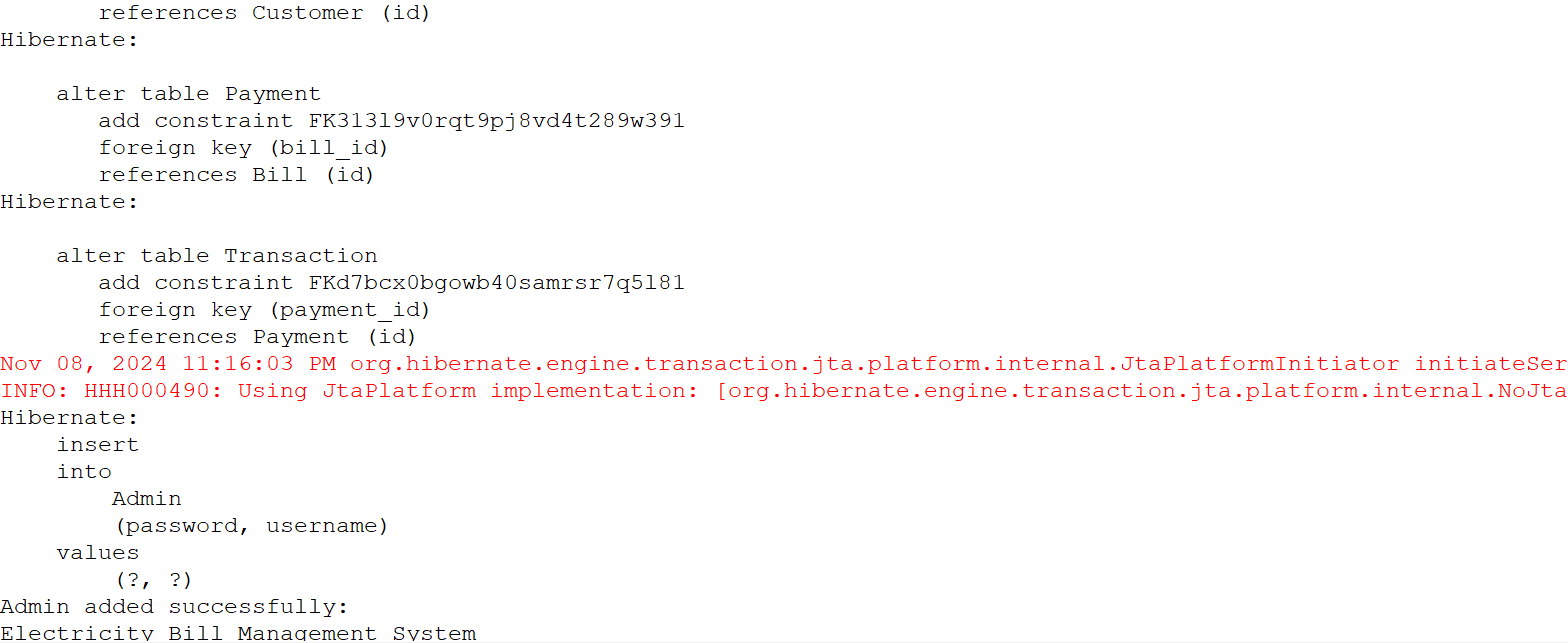 references Customer (id)
Hibernate:
alter table Payment
add constraint FK313l9v0rqt9pj8vd4t289w391
foreign key (bill_id)
references Bill (id)
Hibernate:
alter table Transaction
add constraint FKd7bcx0bgowb40samrsr7q5l81
foreign key (payment_id)
references Payment (id)
Nov 08, 2024 11:16:03 PM org.hibernate.engine.transaction.jta.platform.internal.JtaPlatformInitiator initiateSer
INFO: HHH000490: Using JtaPlatform implementation: [org.hibernate.engine.transaction.jta.platform.internal.NoJta
Hibernate:
insert
into
Admin
(password, username)
values
(?, ?)
Admin added successfully:
Electricity Bill Management System